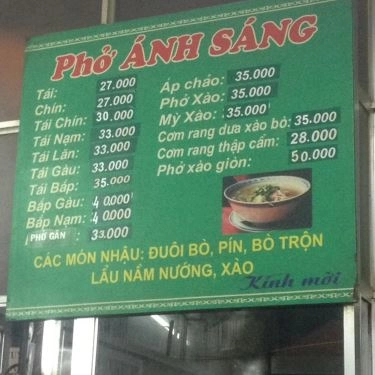 Phở ÁNH SÁNG
Tái: 27.000
Chín: 27.000
Tái Chín: 30.000
Tái Nạm: 33.000
Tái Lăn: 33.000
Tái Gầu: 33.000
Tái Bắp: 35.000
Bắp Gầu: 40.000
Bắp Nạm: 40.000
PHỞ GÂN : 33.000
Áp chảo: 35.000
Phở Xào: 35.000
Mỳ Xào: 35.000
Cơm rang dưa xào bò: 35.000
Cơm rang thập cẩm: 28.000
Phở xào giòn: 50.000
CÁC MÓN NHẬU: ĐUÔI BÒ, PÍN, BÒ TRỘN
LẨU NẦM NƯỚNG, XÀO
Kính mời